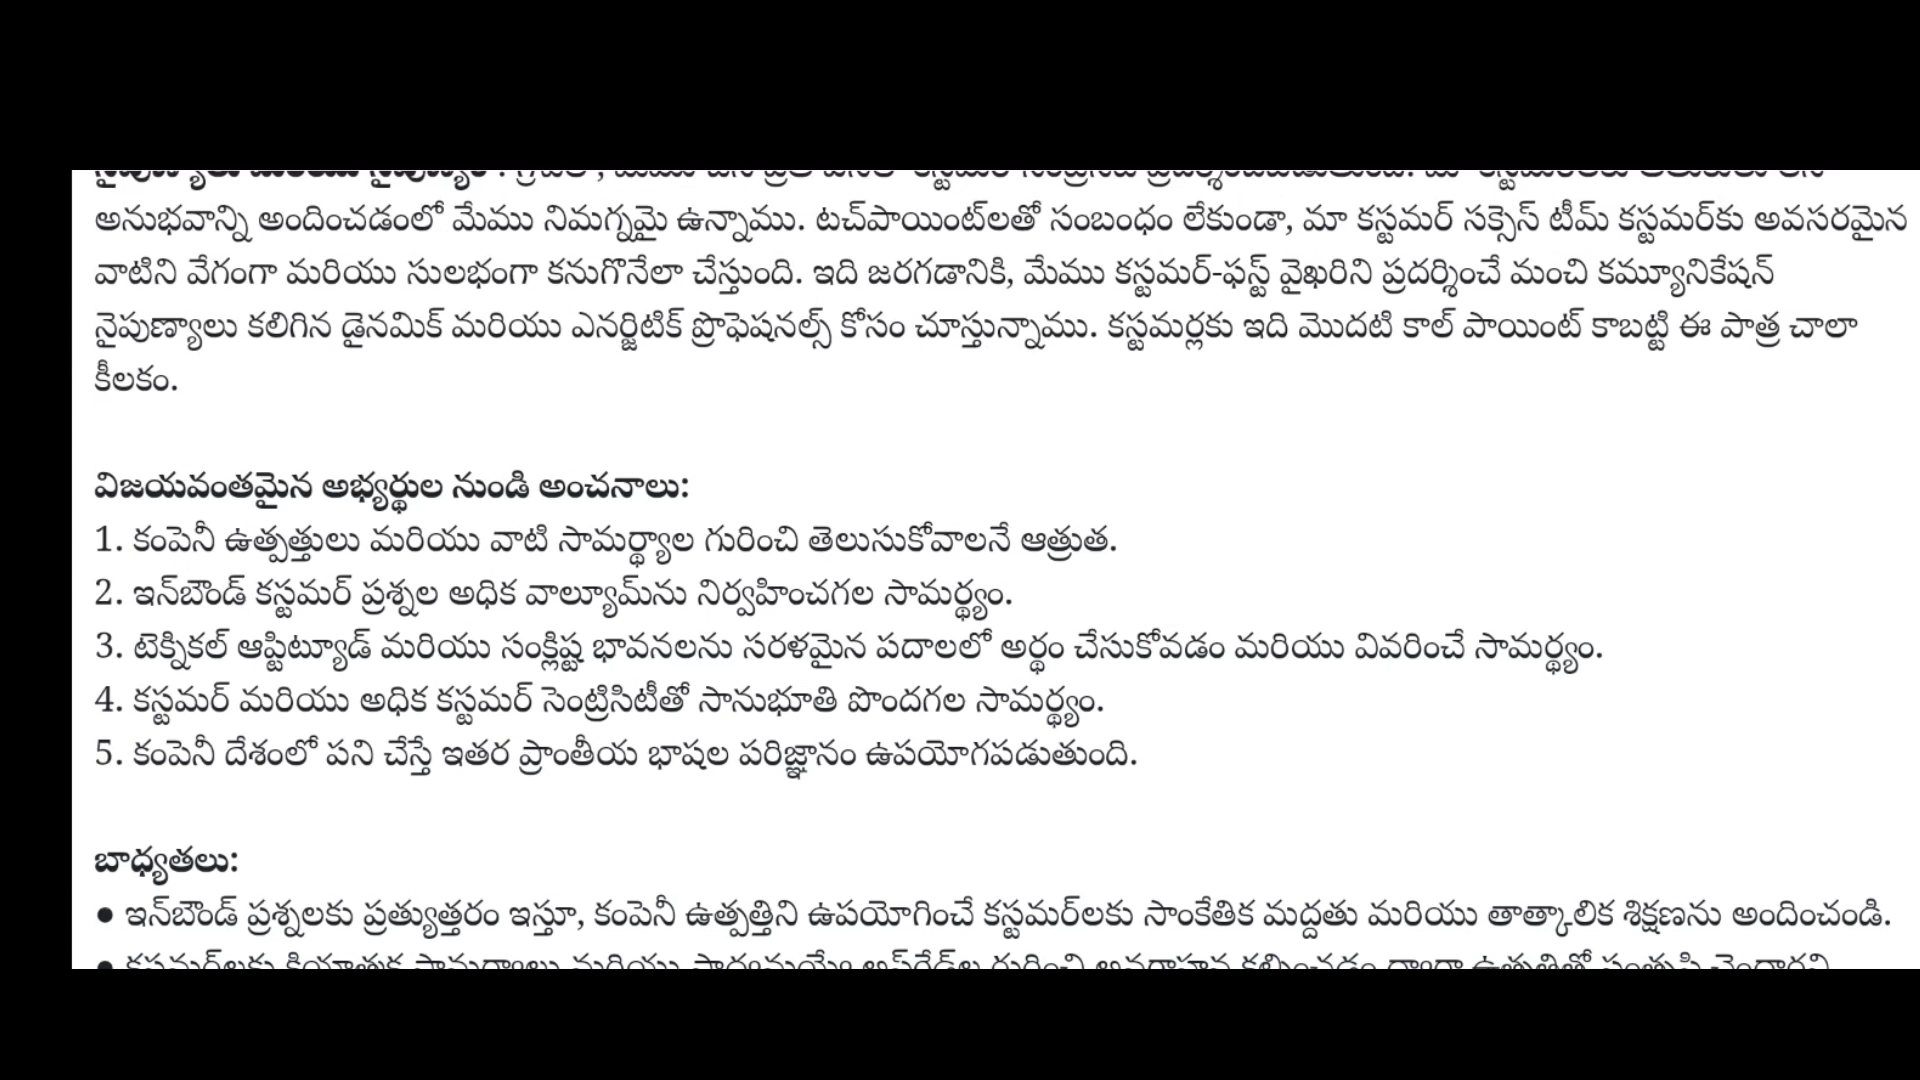 అనుభవాన్ని అందించడంలో మేము నిమగ్నమై ఉన్నాము. టచ్‌పాయింట్‌లతో సంబంధం లేకుండా, మా కస్టమర్ సక్సెస్ టీమ్ కస్టమర్‌కు అవసరమైన
వాటిని వేగంగా మరియు సులభంగా కనుగొనేలా చేస్తుంది. ఇది జరగడానికి, మేము కస్టమర్-ఫస్ట్ వైఖరిని ప్రదర్శించే మంచి కమ్యూనికేషన్
నైపుణ్యాలు కలిగిన డైనమిక్ మరియు ఎనర్జిటిక్ ప్రొఫెషనల్స్ కోసం చూస్తున్నాము. కస్టమర్లకు ఇది మొదటి కాల్ పాయింట్ కాబట్టి ఈ పాత్ర చాలా
కీలకం.
విజయవంతమైన అభ్యర్థుల నుండి అంచనాలు:
1. కంపెనీ ఉత్పత్తులు మరియు వాటి సామర్థ్యాల గురించి తెలుసుకోవాలనే ఆత్రుత.
2. ఇన్‌బౌండ్ కస్టమర్ ప్రశ్నల అధిక వాల్యూమ్‌ను నిర్వహించగల సామర్థ్యం.
3. టెక్నికల్ ఆప్టిట్యూడ్ మరియు సంక్లిష్ట భావనలను సరళమైన పదాలలో అర్థం చేసుకోవడం మరియు వివరించే సామర్థ్యం.
4. కస్టమర్ మరియు అధిక కస్టమర్ సెంట్రిసిటీతో సానుభూతి పొందగల సామర్థ్యం.
5. కంపెనీ దేశంలో పని చేస్తే ఇతర ప్రాంతీయ భాషల పరిజ్ఞానం ఉపయోగపడుతుంది.
బాధ్యతలు:
● ఇన్‌బౌండ్ ప్రశ్నలకు ప్రత్యుత్తరం ఇస్తూ, కంపెనీ ఉత్పత్తిని ఉపయోగించే కస్టమర్‌లకు సాంకేతిక మద్దతు మరియు తాత్కాలిక శిక్షణను అందించండి.